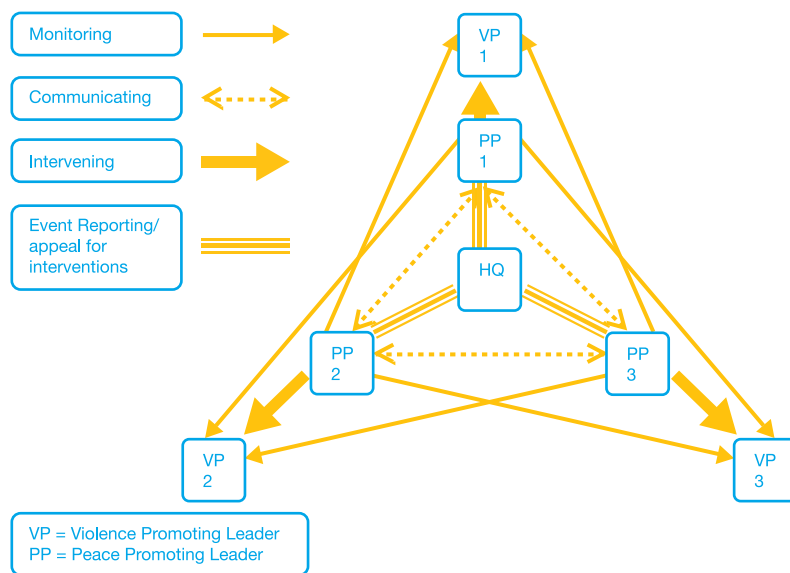 Monitoring
Communicating
Intervening
Event Reporting/
appeal for
interventions
VP
1
PP
1
HQ
PP
2
PP
3
VP
2
VP
3
VP = Violence Promoting Leader
PP = Peace Promoting Leader